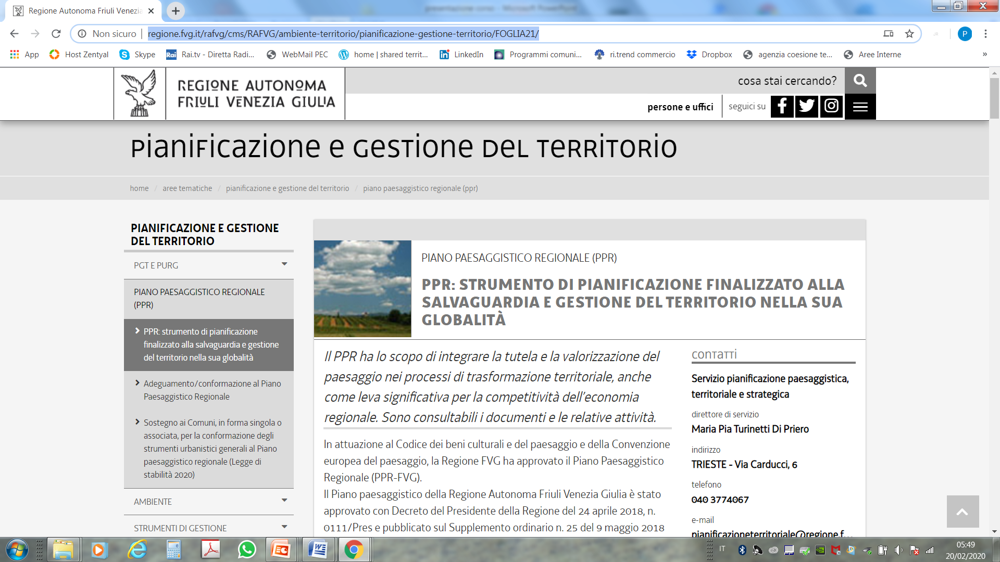 Regione Autonoma Friuli Venezia
Non sicuro
regione.fvg.it/rafvg/cms/RAFVG/ambiente-territorio/pianificazione-gestione-territorio/FOGLIA21/
P
App
Host Zentyal
Skype
Rai.tv - Diretta Radi...
WebMail PEC
home | shared territ...
LinkedIn
Programmi comuni...
ri.trend commercio
Dropbox
agenzia coesione te...
Aree Interne
»
REGIONE AUTONOMA
FRIULI VENEZIA GIULIA
cosa stai cercando?
persone e uffici
seguici su
pianificazione e gestione del territorio
home / aree tematiche / pianificazione e gestione del territorio / piano paesaggistico regionale (ppr)
PIANIFICAZIONE E GESTIONE
DEL TERRITORIO
PGT E PURG
PIANO PAESAGGISTICO REGIONALE
(PPR)
PPR: strumento di pianificazione
finalizzato alla salvaguardia e gestione
del territorio nella sua globalità
Adeguamento/conformazione al Piano
Paesaggistico Regionale
Sostegno ai Comuni, in forma singola o
associata, per la conformazione degli
strumenti urbanistici generali al Piano
paesaggistico regionale (Legge di
stabilità 2020)
AMBIENTE
STRUMENTI DI GESTIONE
PIANO PAESAGGISTICO REGIONALE (PPR)
PPR: STRUMENTO DI PIANIFICAZIONE FINALIZZATO ALLA
SALVAGUARDIA E GESTIONE DEL TERRITORIO NELLA SUA
GLOBALITÀ
Il PPR ha lo scopo di integrare la tutela e la valorizzazione del
paesaggio nei processi di trasformazione territoriale, anche
come leva significativa per la competitività dell'economia
regionale. Sono consultabili i documenti e le relative attività.
In attuazione al Codice dei beni culturali e del paesaggio e della Convenzione
europea del paesaggio, la Regione FVG ha approvato il Piano Paesaggistico
Regionale (PPR-FVG).
Il Piano paesaggistico della Regione Autonoma Friuli Venezia Giulia è stato
approvato con Decreto del Presidente della Regione del 24 aprile 2018, n.
0111/Pres e pubblicato sul Supplemento ordinario n. 25 del 9 maggio 2018
contatti
Servizio pianificazione paesaggistica,
territoriale e strategica
direttore di servizio
Maria Pia Turinetti Di Priero
indirizzo
TRIESTE - Via Carducci, 6
telefono
040 3774067
e-mail
pianificazioneterritoriale@regione.f...
IT
05:49
20/02/2020